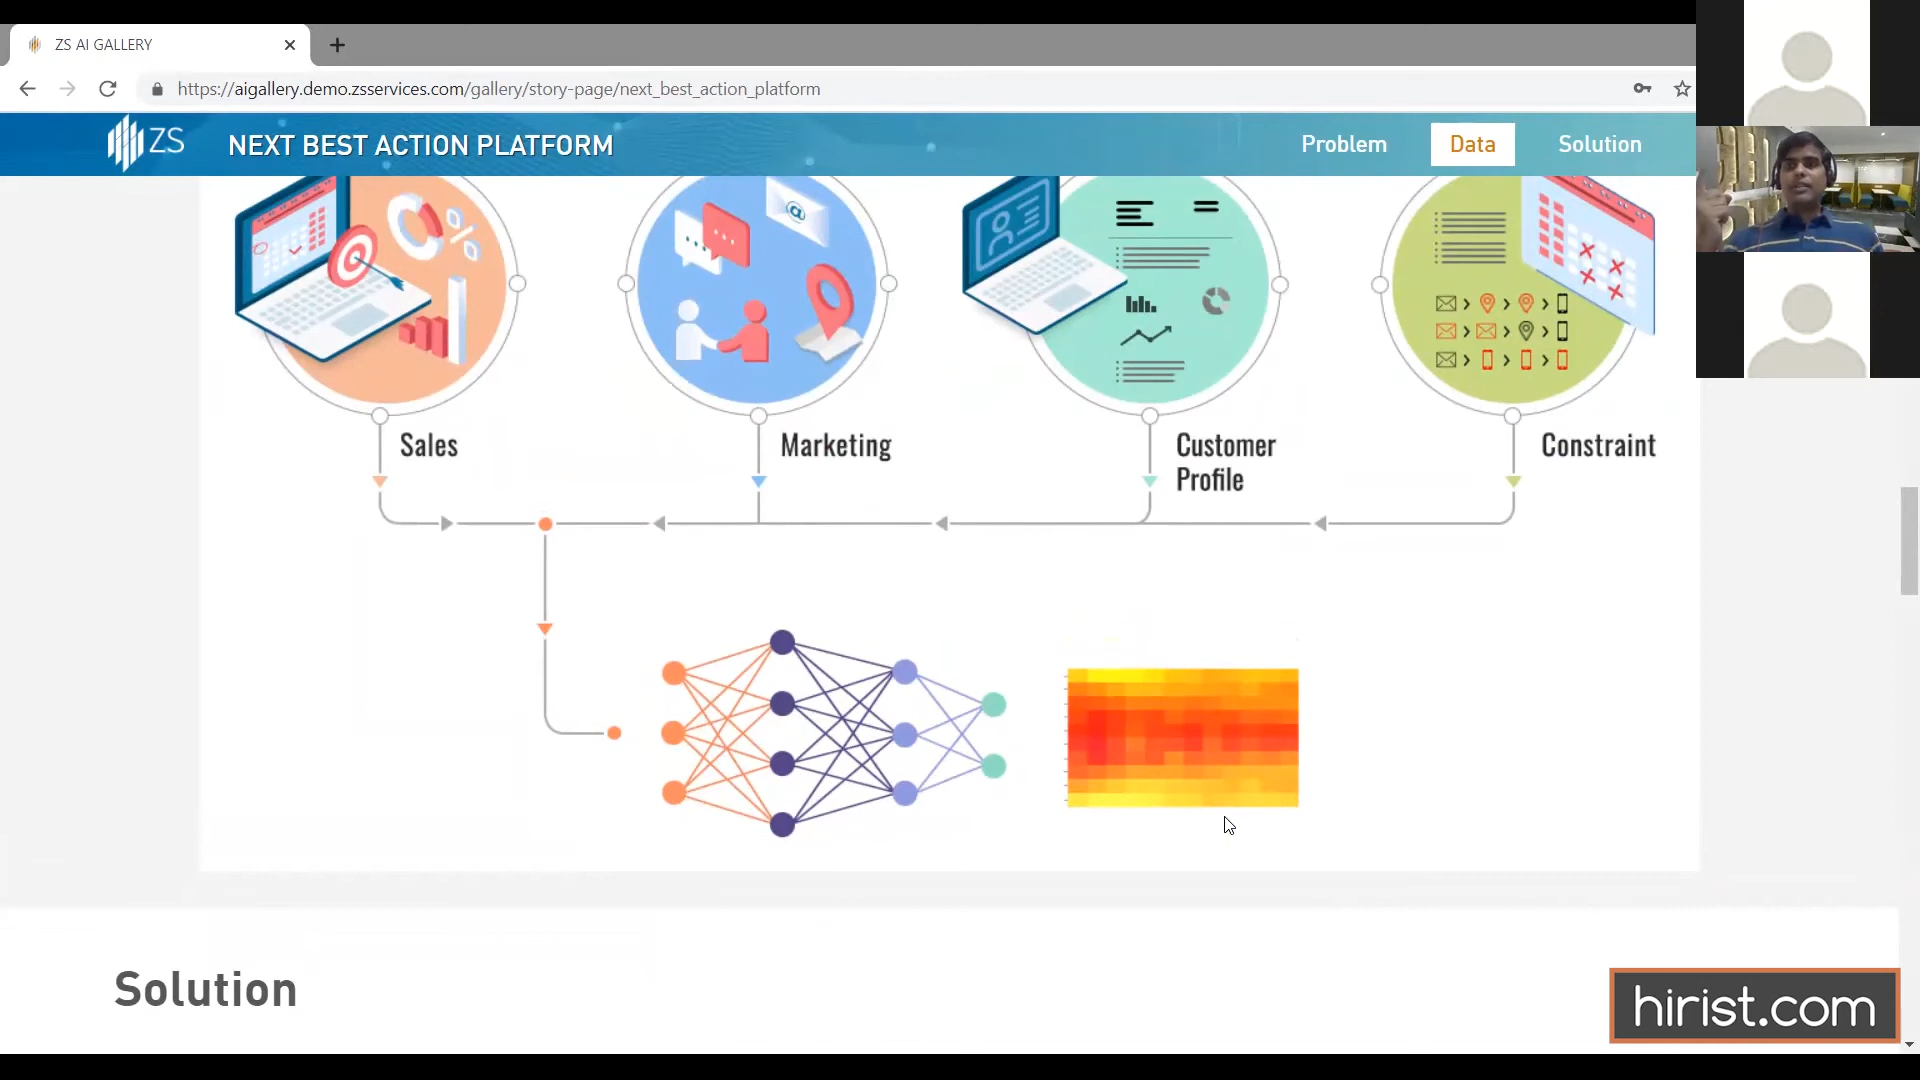 ZS AI GALLERY
https://aigallery.demo.zsservices.com/gallery/story-page/next_best_action_platform
ZS
NEXT BEST ACTION PLATFORM
Problem
Data
Solution
@
%
Sales
Marketing
Customer
Profile
Constraint
Solution
hirist.com